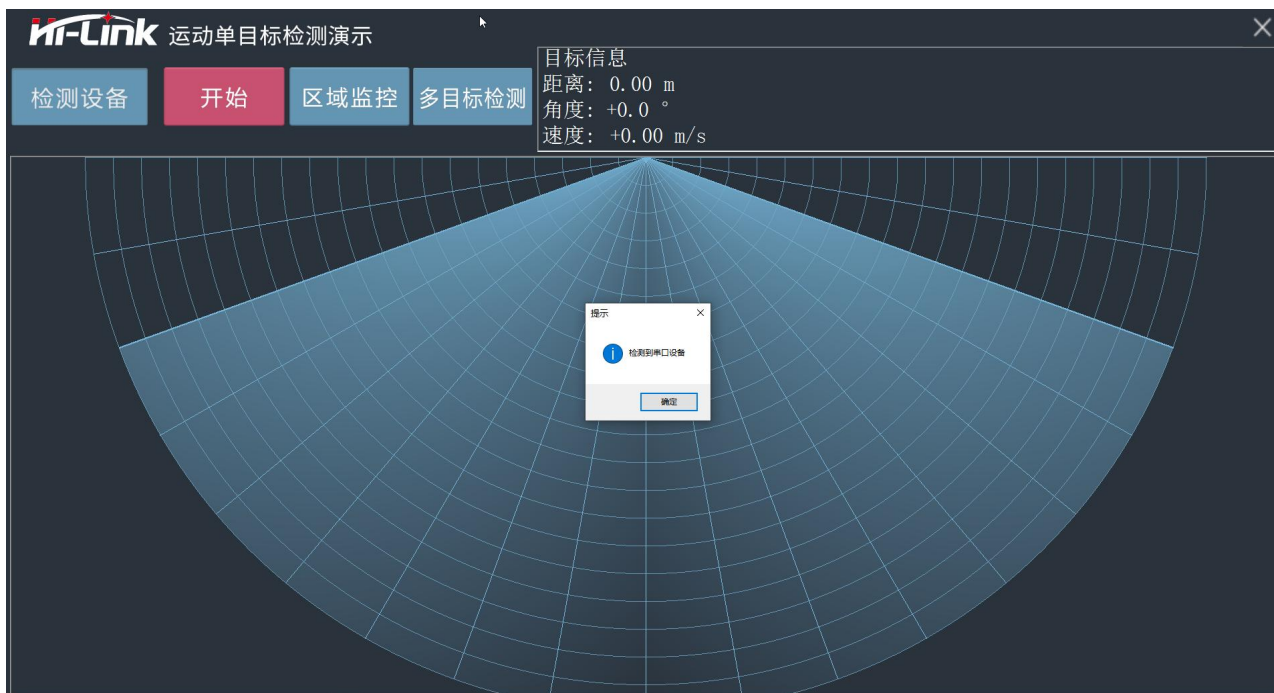 Hi-Link 运动单目标检测演示
检测设备
开始
区域监控
多目标检测
目标信息
距离: 0.00 m
角度: +0.0 °
速度: +0.00 m/s
提示
检测到串口设备
确定